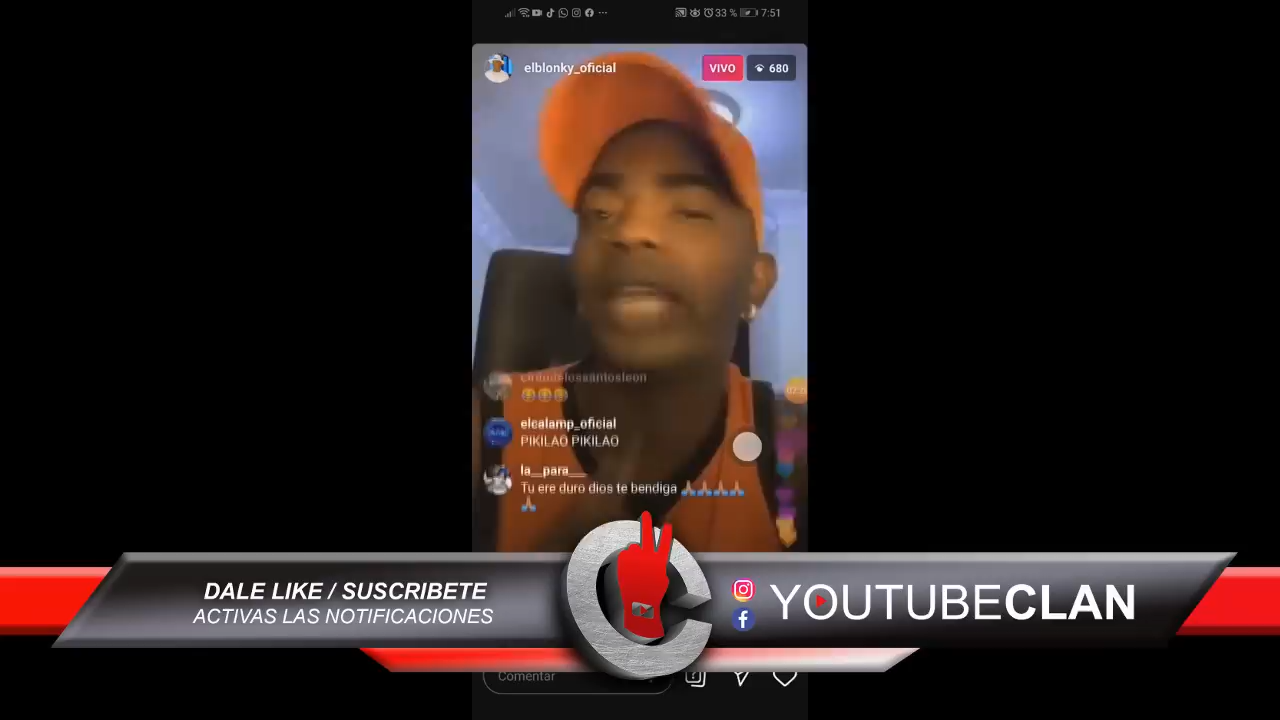 33 % 7:51
elblonky_oficial VIVO 680
elcalamp_oficial
PIKILAO PIKILAO
la__para__
Tu ere duro dios te bendiga
DALE LIKE / SUSCRIBETE
ACTIVAS LAS NOTIFICACIONES
YOUTUBECLAN
Comentar